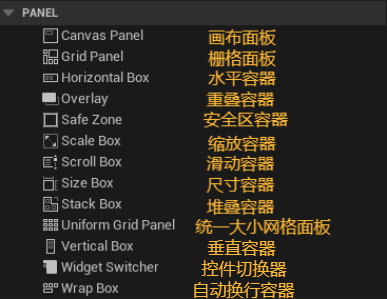 PANEL
Canvas Panel 画布面板
Grid Panel 栅格面板
Horizontal Box 水平容器
Overlay 重叠容器
Safe Zone 安全区容器
Scale Box 缩放容器
Scroll Box 滑动容器
Size Box 尺寸容器
Stack Box 堆叠容器
Uniform Grid Panel 统一大小网格面板
Vertical Box 垂直容器
Widget Switcher 控件切换器
Wrap Box 自动换行容器